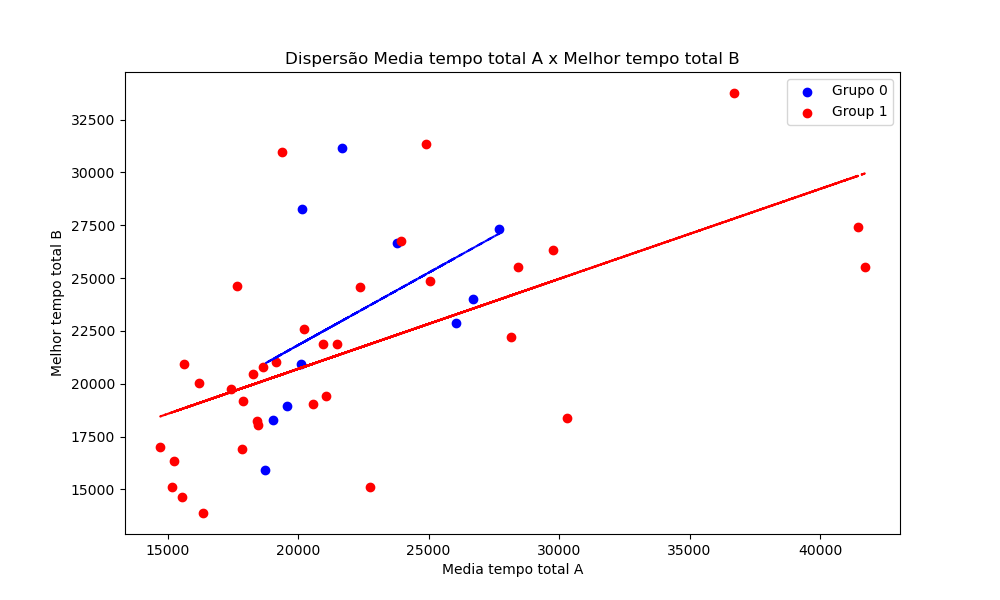 Dispersão Media tempo total A x Melhor tempo total B
Grupo 0
Group 1
32500
30000
27500
25000
22500
20000
17500
15000
Melhor tempo total B
15000 20000 25000 30000 35000 40000
Media tempo total A